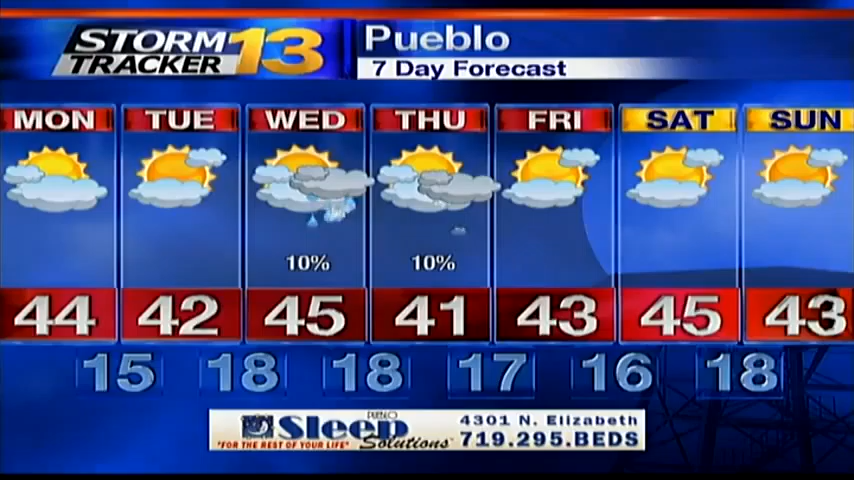 STORM TRACKER 13
Pueblo
7 Day Forecast
MON TUE WED THU FRI SAT SUN
10% 10%
44 42 45 41 43 45 43
15 18 18 17 16 18
PUEBLO
Sleep
Solutions
"FOR THE REST OF YOUR LIFE"
4301 N. Elizabeth
719.295.BEDS